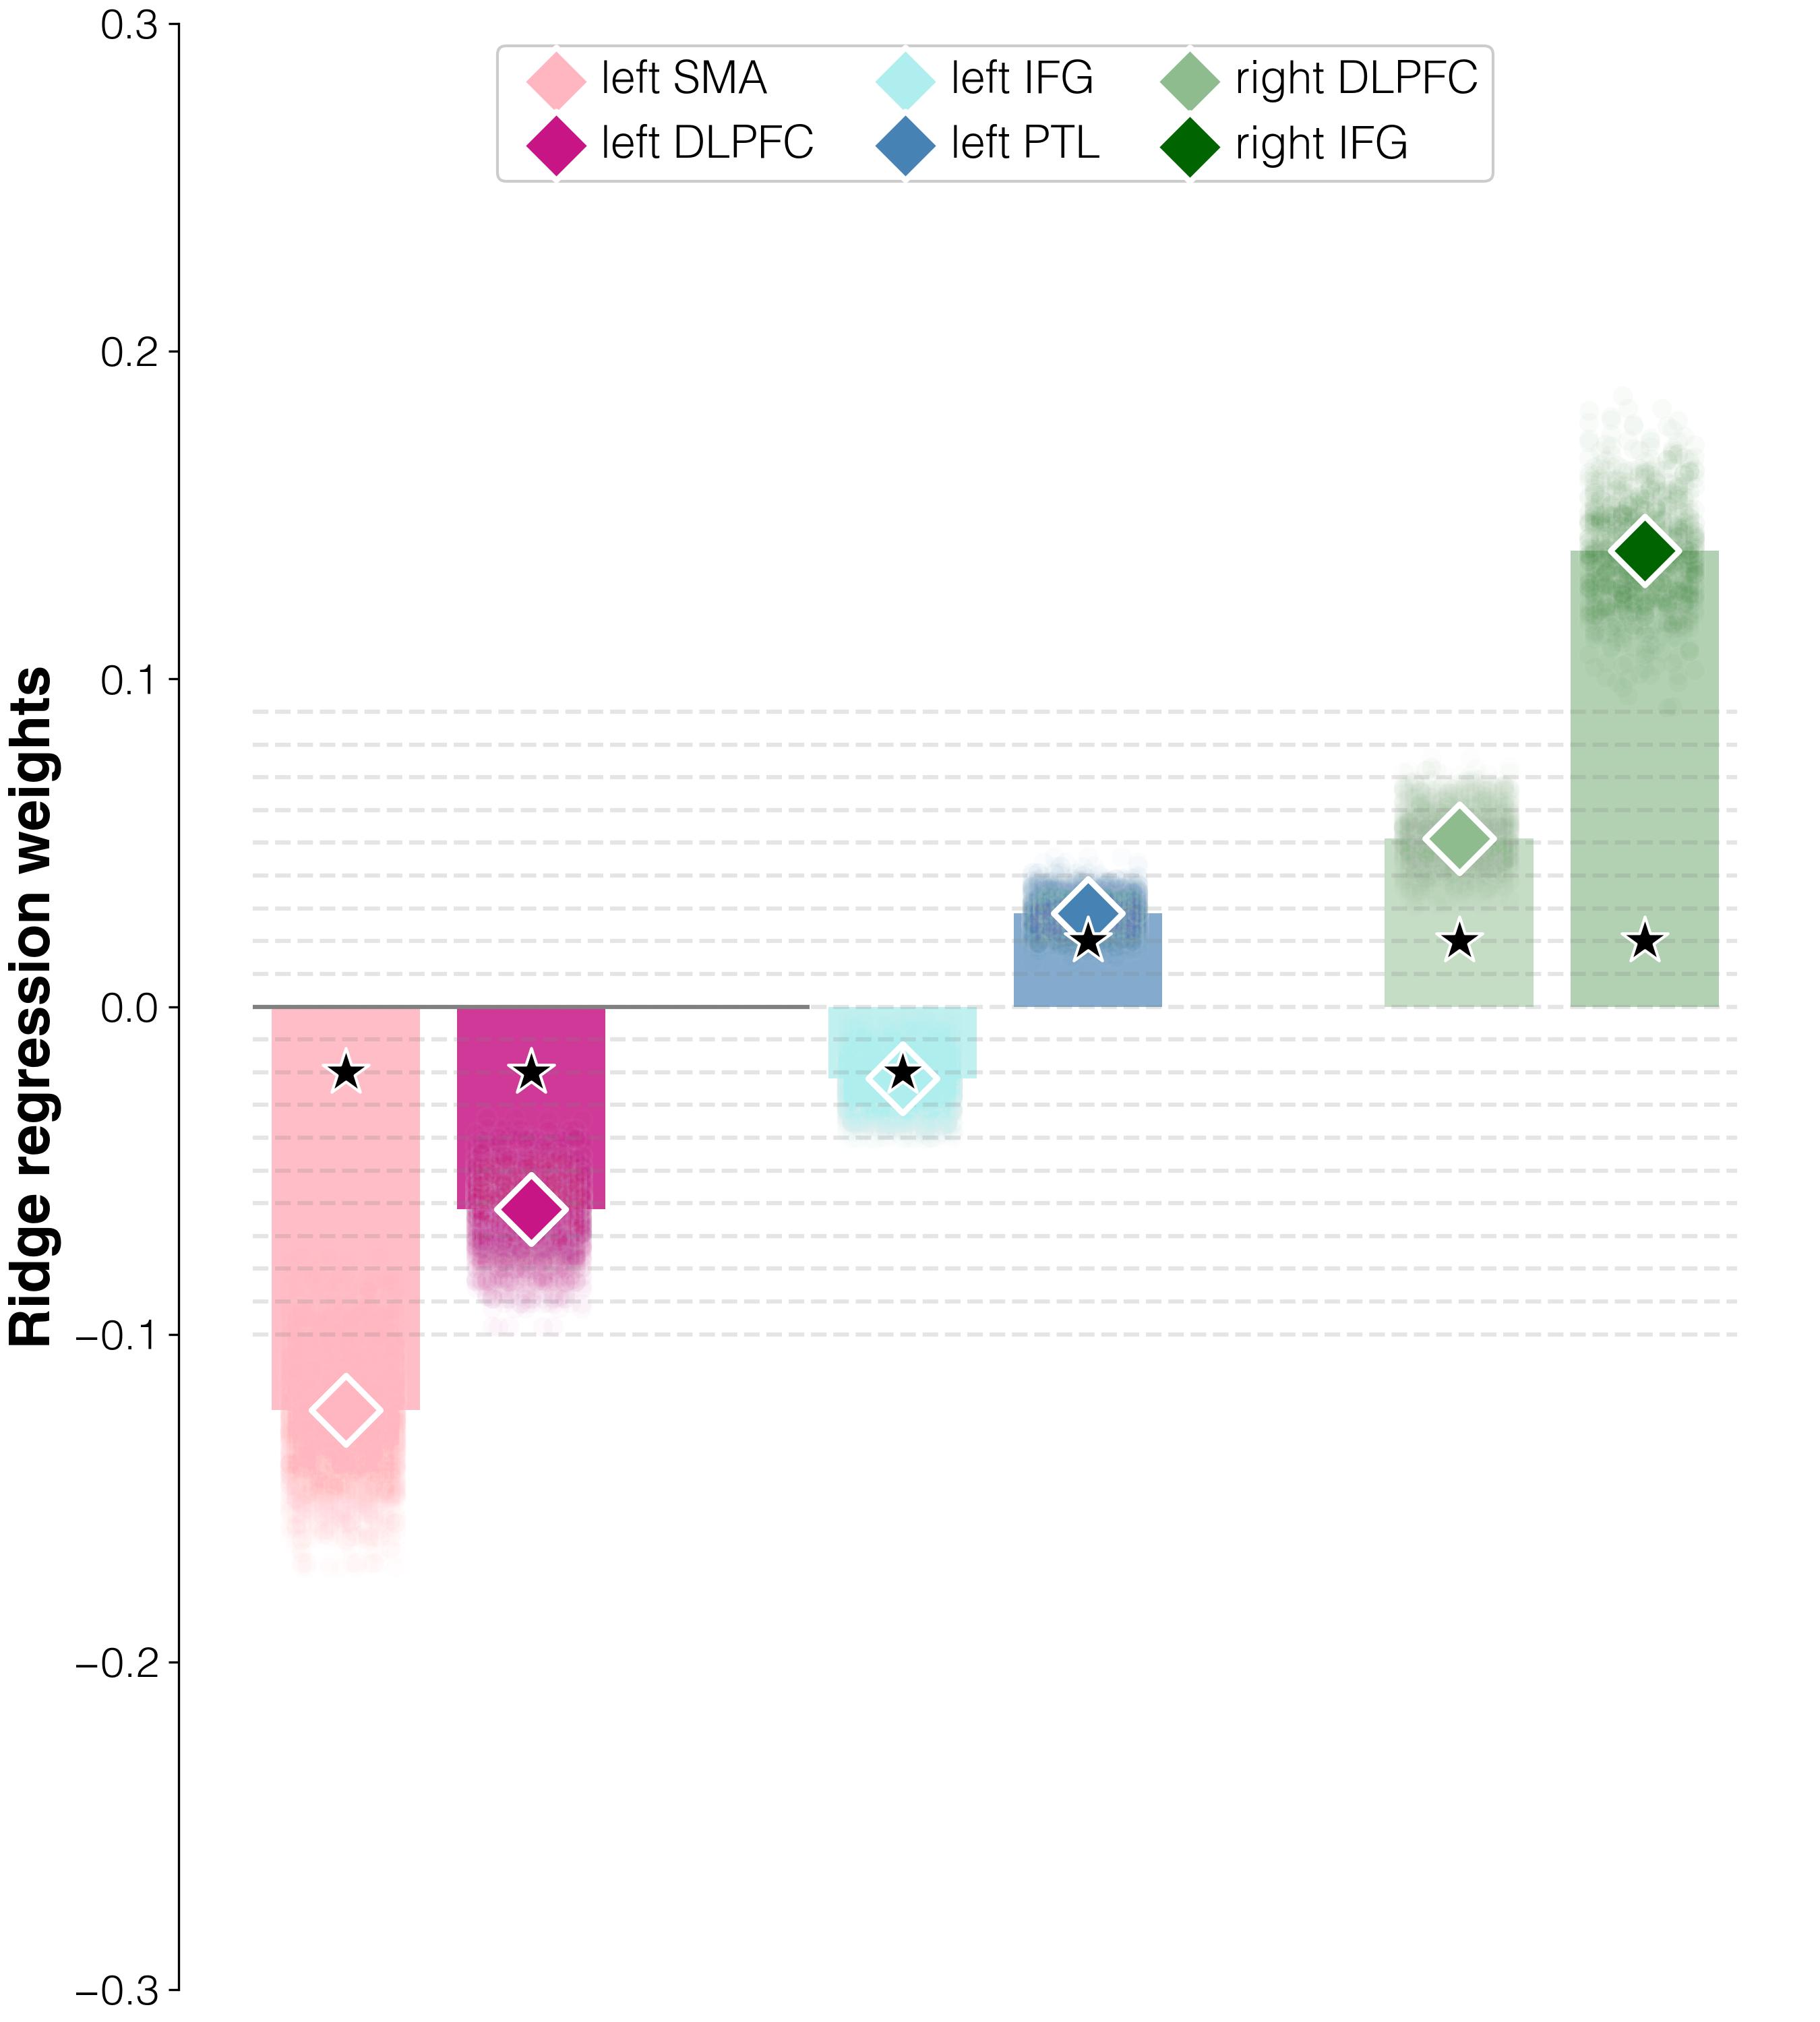 0.3
left SMA
left IFG
right DLPFC
left DLPFC
left PTL
right IFG
0.2
0.1
Ridge regression weights
0.0
−0.1
−0.2
−0.3